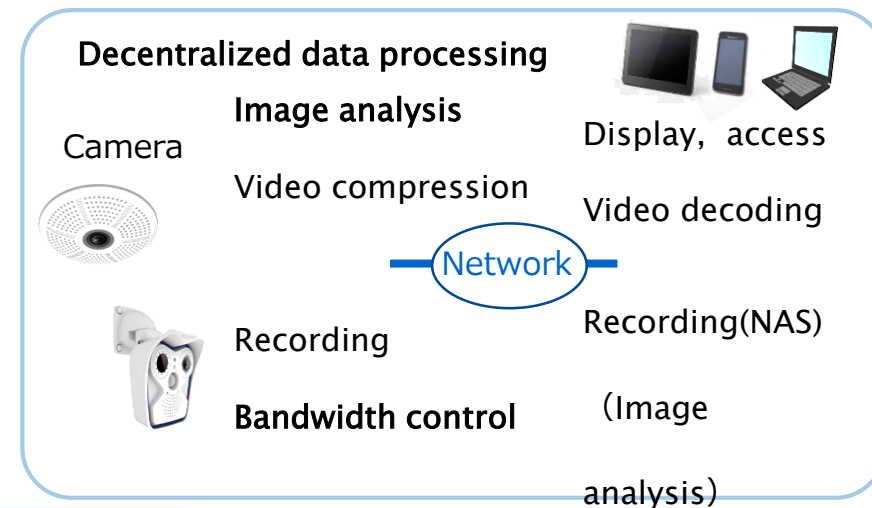 Decentralized data processing
Camera
Image analysis
Video compression
Recording
Bandwidth control
Network
Display, access
Video decoding
Recording(NAS)
（Image
analysis）